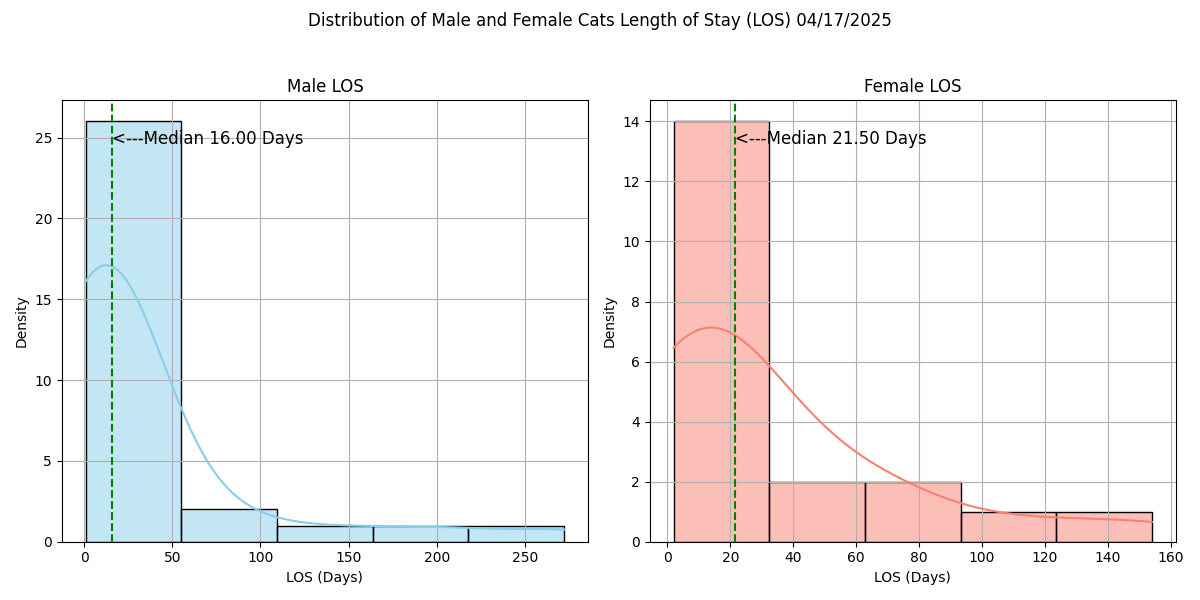 Distribution of Male and Female Cats Length of Stay (LOS) 04/17/2025
Male LOS
Density
25
20
15
10
5
0
<---Median 16.00 Days
0 50 100 150 200 250
LOS (Days)
Female LOS
Density
14
12
10
8
6
4
2
0
<---Median 21.50 Days
0 20 40 60 80 100 120 140 160
LOS (Days)